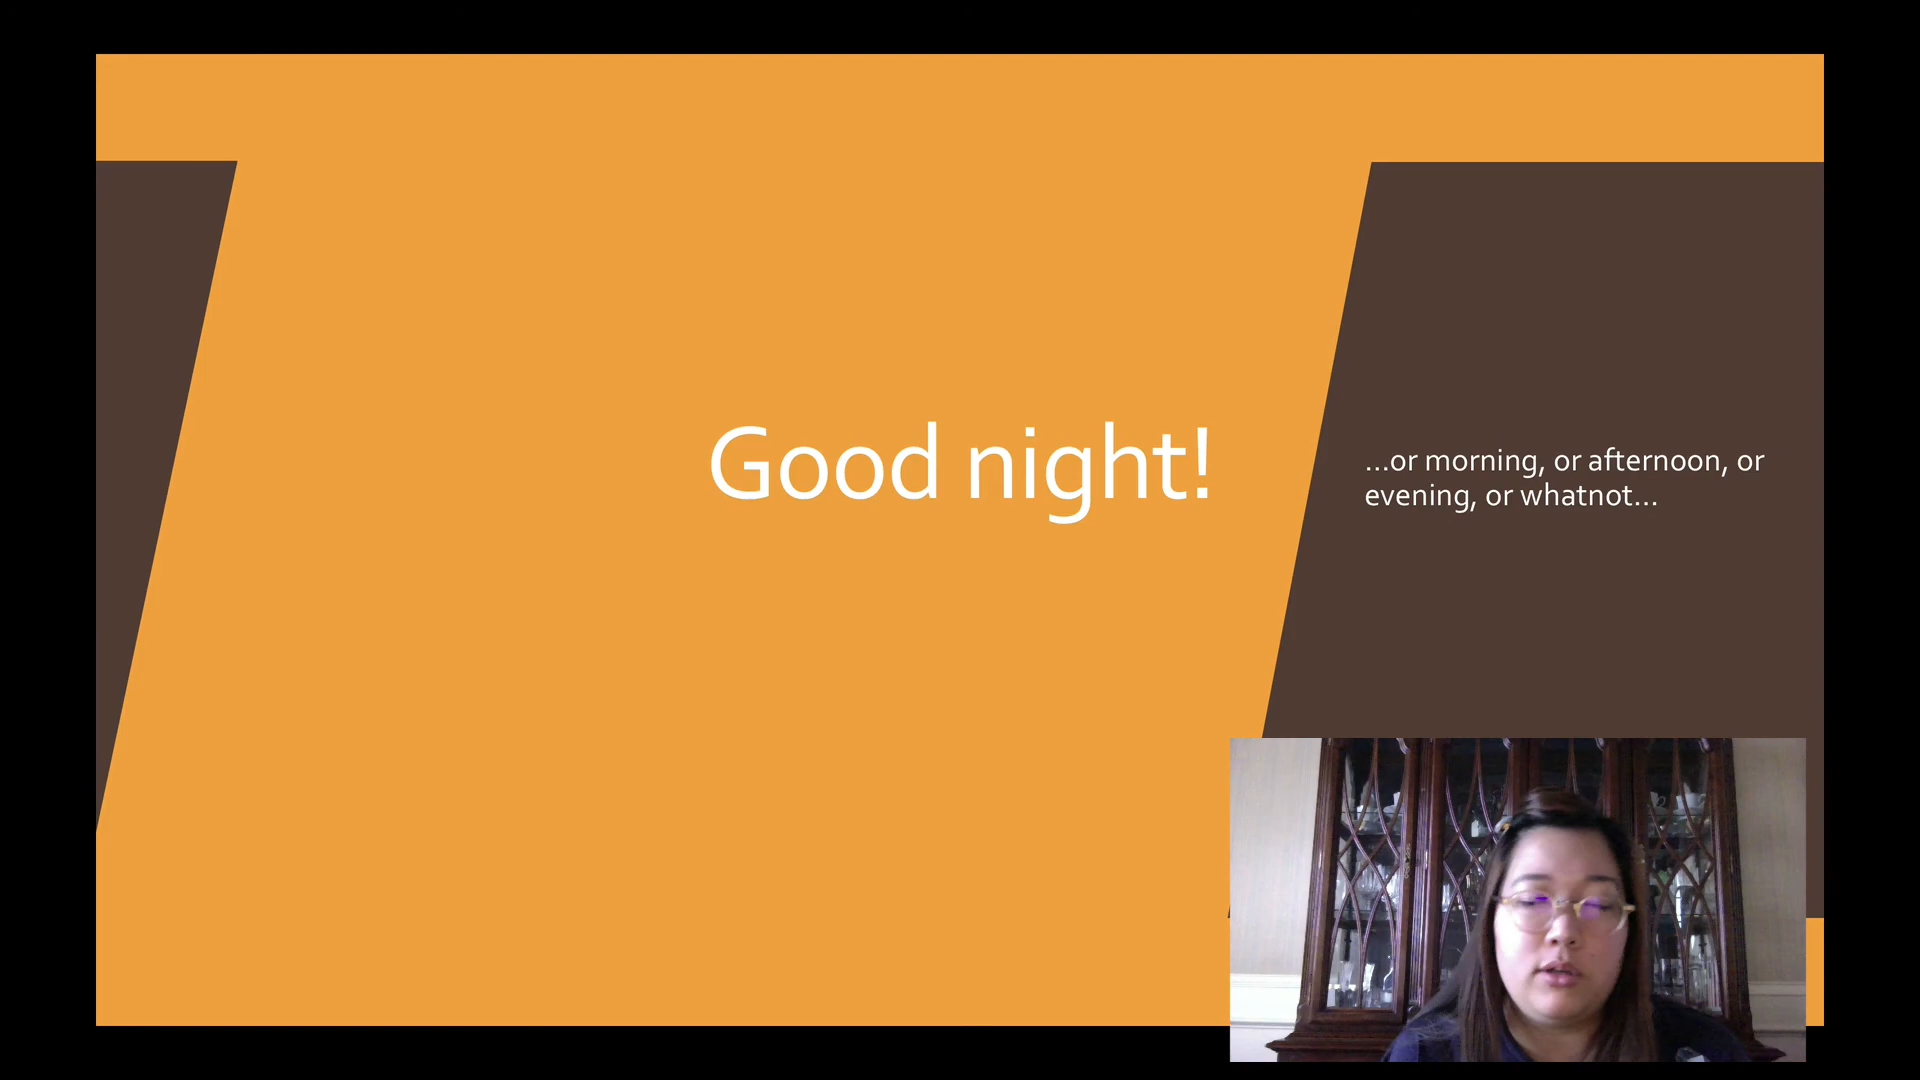 Good night!
...or morning, or afternoon, or
evening, or whatnot...